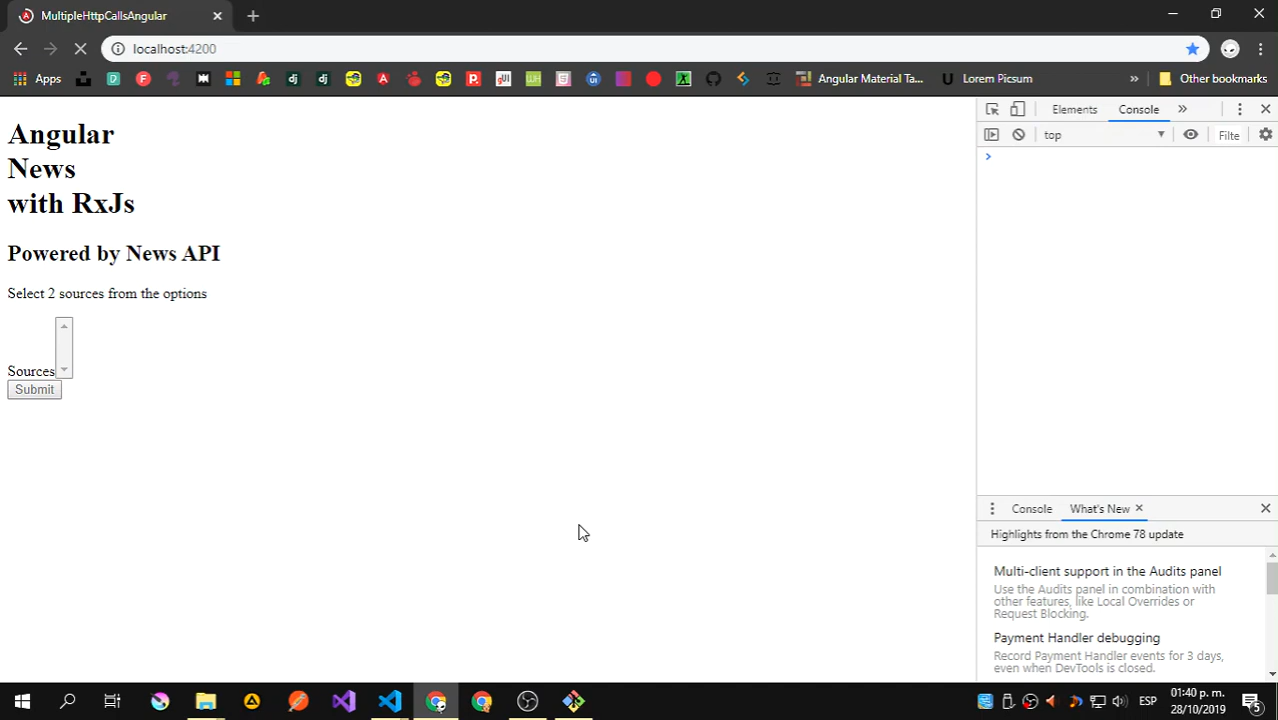 MultipleHttpCallsAngular
localhost:4200
Apps
Angular Material Ta...
Lorem Picsum
»
Other bookmarks
Angular
News
with RxJs
Powered by News API
Select 2 sources from the options
Sources
Submit
Elements
Console
»
top
Filte
Console
What's New
Highlights from the Chrome 78 update
Multi-client support in the Audits panel
Use the Audits panel in combination with
other features, like Local Overrides or
Request Blocking.
Payment Handler debugging
Record Payment Handler events for 3 days,
even when DevTools is closed.
ESP
01:40 p. m.
28/10/2019
5